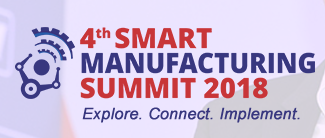 4th SMART
MANUFACTURING
SUMMIT 2018
Explore. Connect. Implement.